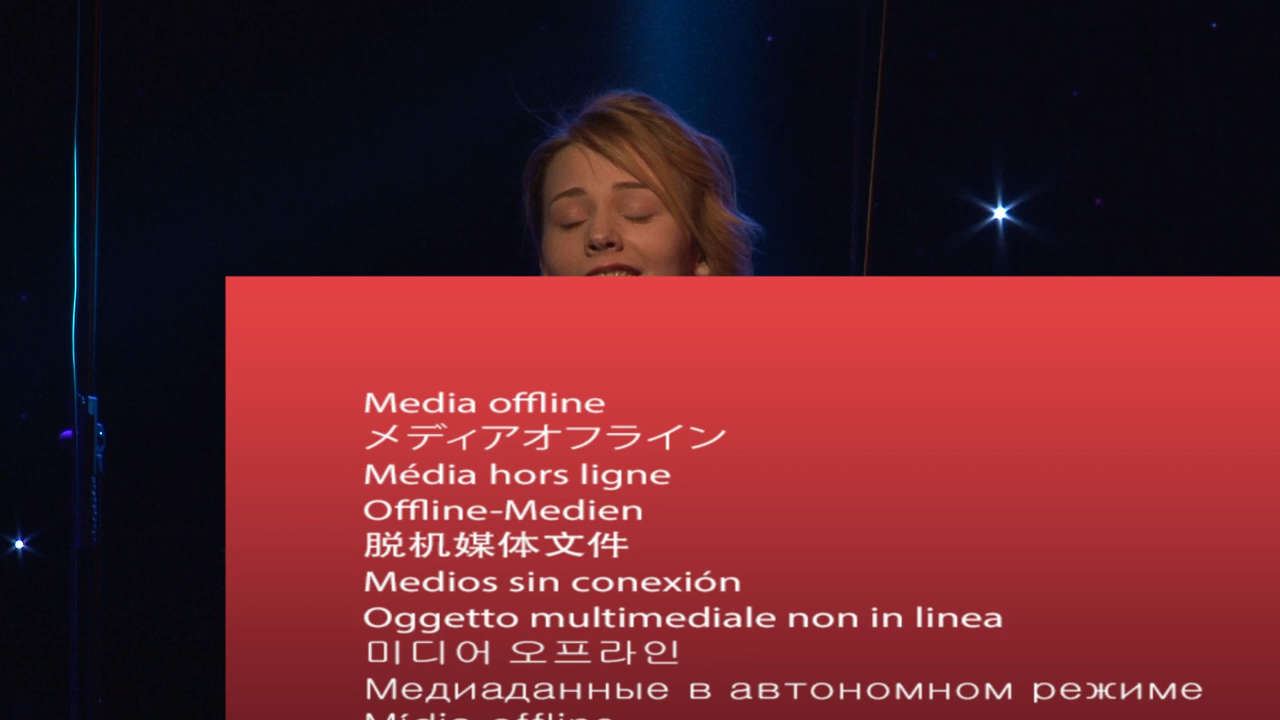 Media offline
メディアオフライン
Média hors ligne
Offline-Medien
脱机媒体文件
Medios sin conexión
Oggetto multimediale non in linea
미디어 오프라인
Медиаданные в автономном режиме
Mídia offline